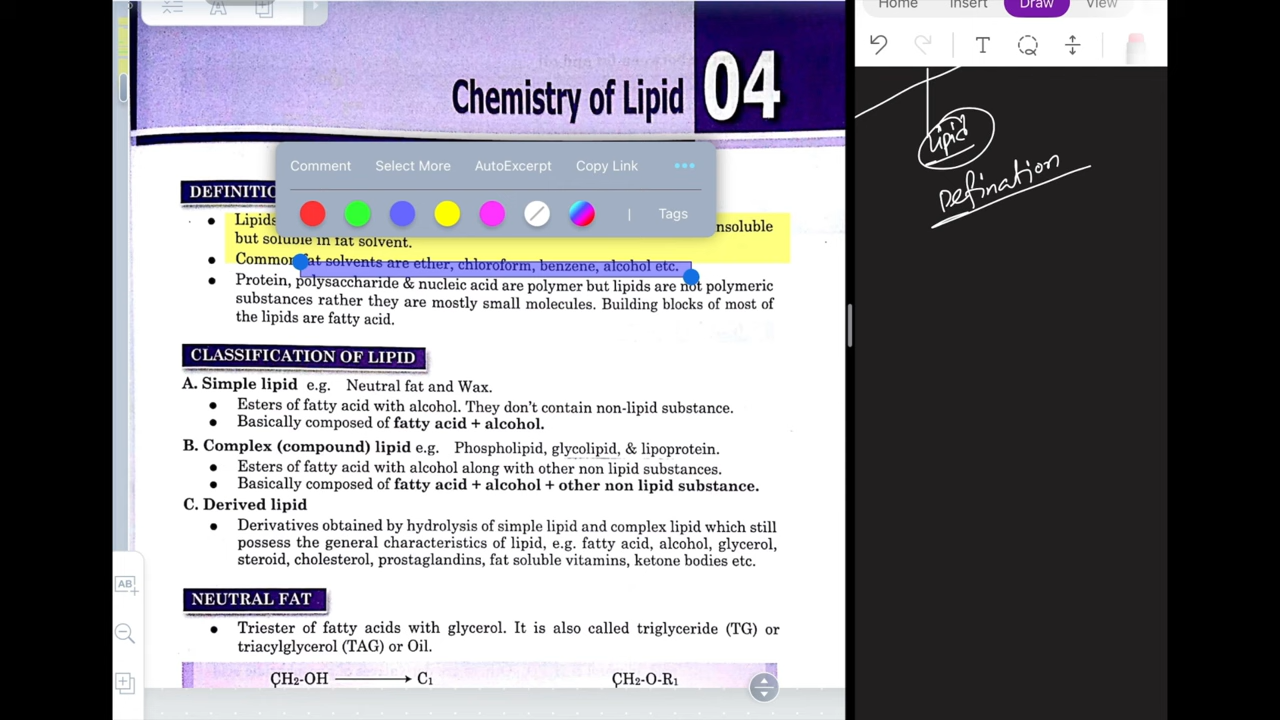 Home Insert Draw View
T
Chemistry of Lipid 04
Comment Select More AutoExcerpt Copy Link
Tags
DEFINITIO
• Lipids nsoluble
but soluble in fat solvent.
• Common fat solvents are ether, chloroform, benzene, alcohol etc.
• Protein, polysaccharide & nucleic acid are polymer but lipids are not polymeric
substances rather they are mostly small molecules. Building blocks of most of
the lipids are fatty acid.
CLASSIFICATION OF LIPID
A. Simple lipid e.g. Neutral fat and Wax.
• Esters of fatty acid with alcohol. They don't contain non-lipid substance.
• Basically composed of fatty acid + alcohol.
B. Complex (compound) lipid e.g. Phospholipid, glycolipid, & lipoprotein.
• Esters of fatty acid with alcohol along with other non lipid substances.
• Basically composed of fatty acid + alcohol + other non lipid substance.
C. Derived lipid
• Derivatives obtained by hydrolysis of simple lipid and complex lipid which still
possess the general characteristics of lipid, e.g. fatty acid, alcohol, glycerol,
steroid, cholesterol, prostaglandins, fat soluble vitamins, ketone bodies etc.
NEUTRAL FAT
• Triester of fatty acids with glycerol. It is also called triglyceride (TG) or
triacylglycerol (TAG) or Oil.
CH₂-OH → C₁ CH₂-O-R₁
AB
Lipid
Defination